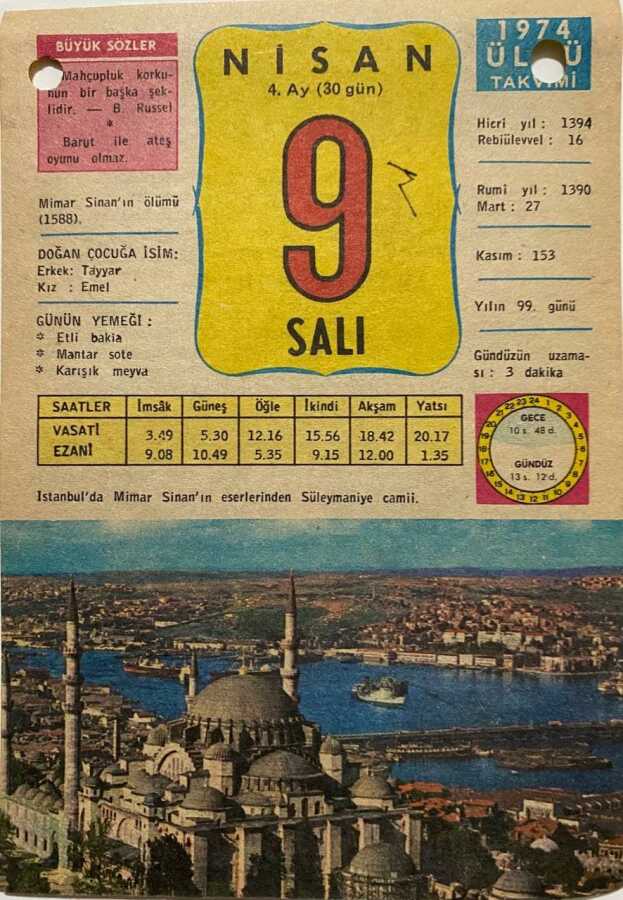 BÜYÜK SÖZLER
Mahçupluk korku-
nun bir başka şek-
lidir. — B. Russel
*
Barut ile ateş
oyunu olmaz.
Mimar Sinan'ın ölümü
(1588).
DOĞAN ÇOCUĞA İSİM:
Erkek: Tayyar
Kız : Emel
GÜNÜN YEMEĞİ :
* Etli bakla
* Mantar sote
* Karışık meyva
NİSAN
4. Ay (30 gün)
9
SALI
1974
ÜLKÜ
TAKVİMİ
Hicri yıl : 1394
Rebiülevvel : 16
Rumi yıl : 1390
Mart : 27
Kasım : 153
Yılın 99. günü
Gündüzün uzama-
sı : 3 dakika
SAATLER İmsâk Güneş Öğle İkindi Akşam Yatsı
VASATİ 3.49 5.30 12.16 15.56 18.42 20.17
EZANİ 9.08 10.49 5.35 9.15 12.00 1.35
GECE
10 s. 48 d.
GÜNDÜZ
13 s. 12 d.
İstanbul'da Mimar Sinan'ın eserlerinden Süleymaniye camii.